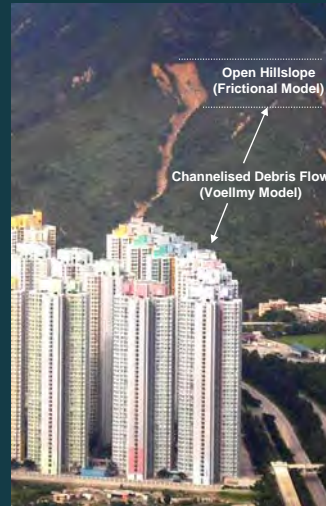 Open Hillslope
(Frictional Model)
Channelised Debris Flow
(Voellmy Model)